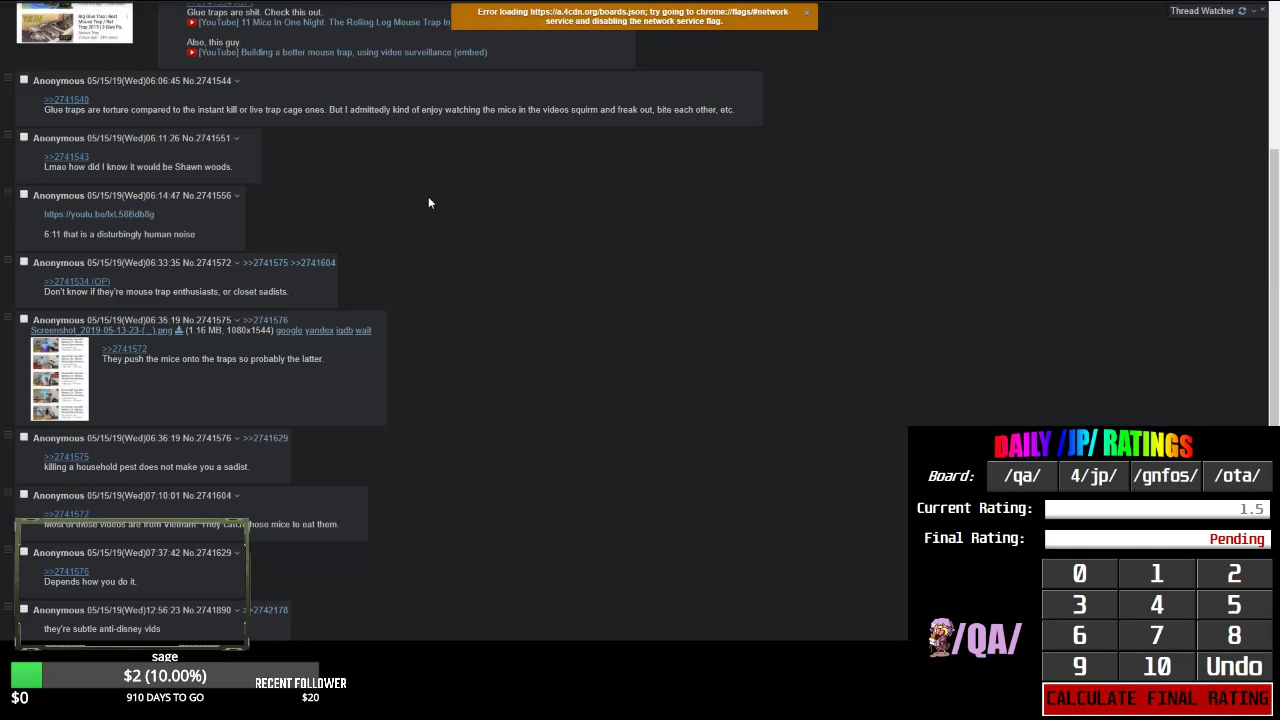 Error loading https://a.4cdn.org/boards.json; try going to chrome://flags/#network-
service and disabling the network service flag.
Thread Watcher
Glue traps are shit. Check this out.
[YouTube] 11 Mice In One Night. The Rolling Log Mouse Trap In
Also, this guy.
[YouTube] Building a better mouse trap, using video surveillance (embed)
Anonymous 05/15/19(Wed)06:06:45 No.2741544
>>2741540
Glue traps are torture compared to the instant kill or live trap cage ones. But I admittedly kind of enjoy watching the mice in the videos squirm and freak out, bite each other, etc.
Anonymous 05/15/19(Wed)06:11:26 No.2741551
>>2741543
Lmao how did I know it would be Shawn woods.
Anonymous 05/15/19(Wed)06:14:47 No.2741556
6:11 that is a disturbingly human noise
Anonymous 05/15/19(Wed)06:33:35 No.2741572 >>2741575 >>2741604
>>2741534 (OP)
Don't know if they're mouse trap enthusiasts, or closet sadists.
Anonymous 05/15/19(Wed)06:35:19 No.2741575 >>2741576
Screenshot_2019-05-13-23-(...).png (1.16 MB, 1080x1544) google yandex iqdb wait
>>2741572
They push the mice onto the traps so probably the latter.
Anonymous 05/15/19(Wed)06:36:19 No.2741576 >>2741629
>>2741575
killing a household pest does not make you a sadist.
Anonymous 05/15/19(Wed)07:10:01 No.2741604
>>2741572
Most of those videos are from Vietnam. They catch those mice to eat them.
Anonymous 05/15/19(Wed)07:37:42 No.2741629
>>2741576
Depends how you do it.
Anonymous 05/15/19(Wed)12:56:23 No.2741890 >>2742178
they're subtle anti-disney vids
sage
$2 (10.00%)
$0
910 DAYS TO GO
$20
RECENT FOLLOWER
DAILY /JP/ RATINGS
Board: /qa/ 4/jp/ /gnfos/ /ota/
Current Rating: 1.5
Final Rating: Pending
0 1 2
3 4 5
6 7 8
9 10 Undo
/QA/
CALCULATE FINAL RATING